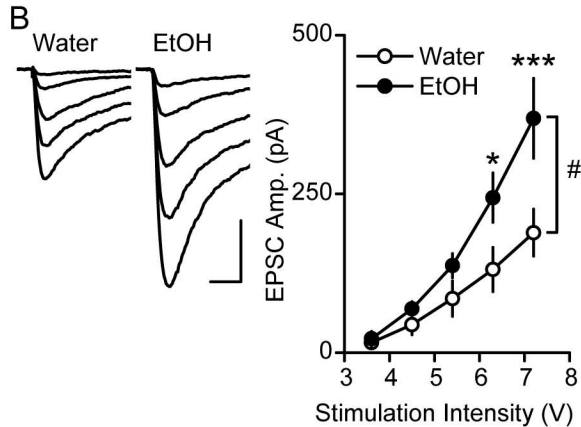 B
Water EtOH
EPSC Amp. (pA)
500
250
0
Water
EtOH
*
***
#
3 4 5 6 7 8
Stimulation Intensity (V)